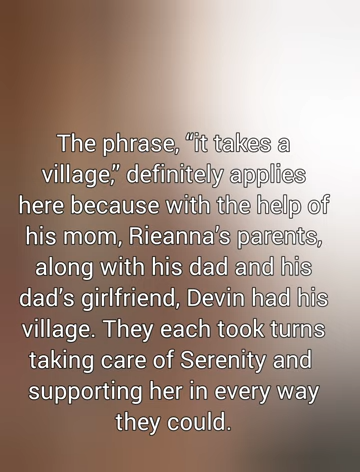 The phrase, “it takes a
village,” definitely applies
here because with the help of
his mom, Rieanna’s parents,
along with his dad and his
dad’s girlfriend, Devin had his
village. They each took turns
taking care of Serenity and
supporting her in every way
they could.